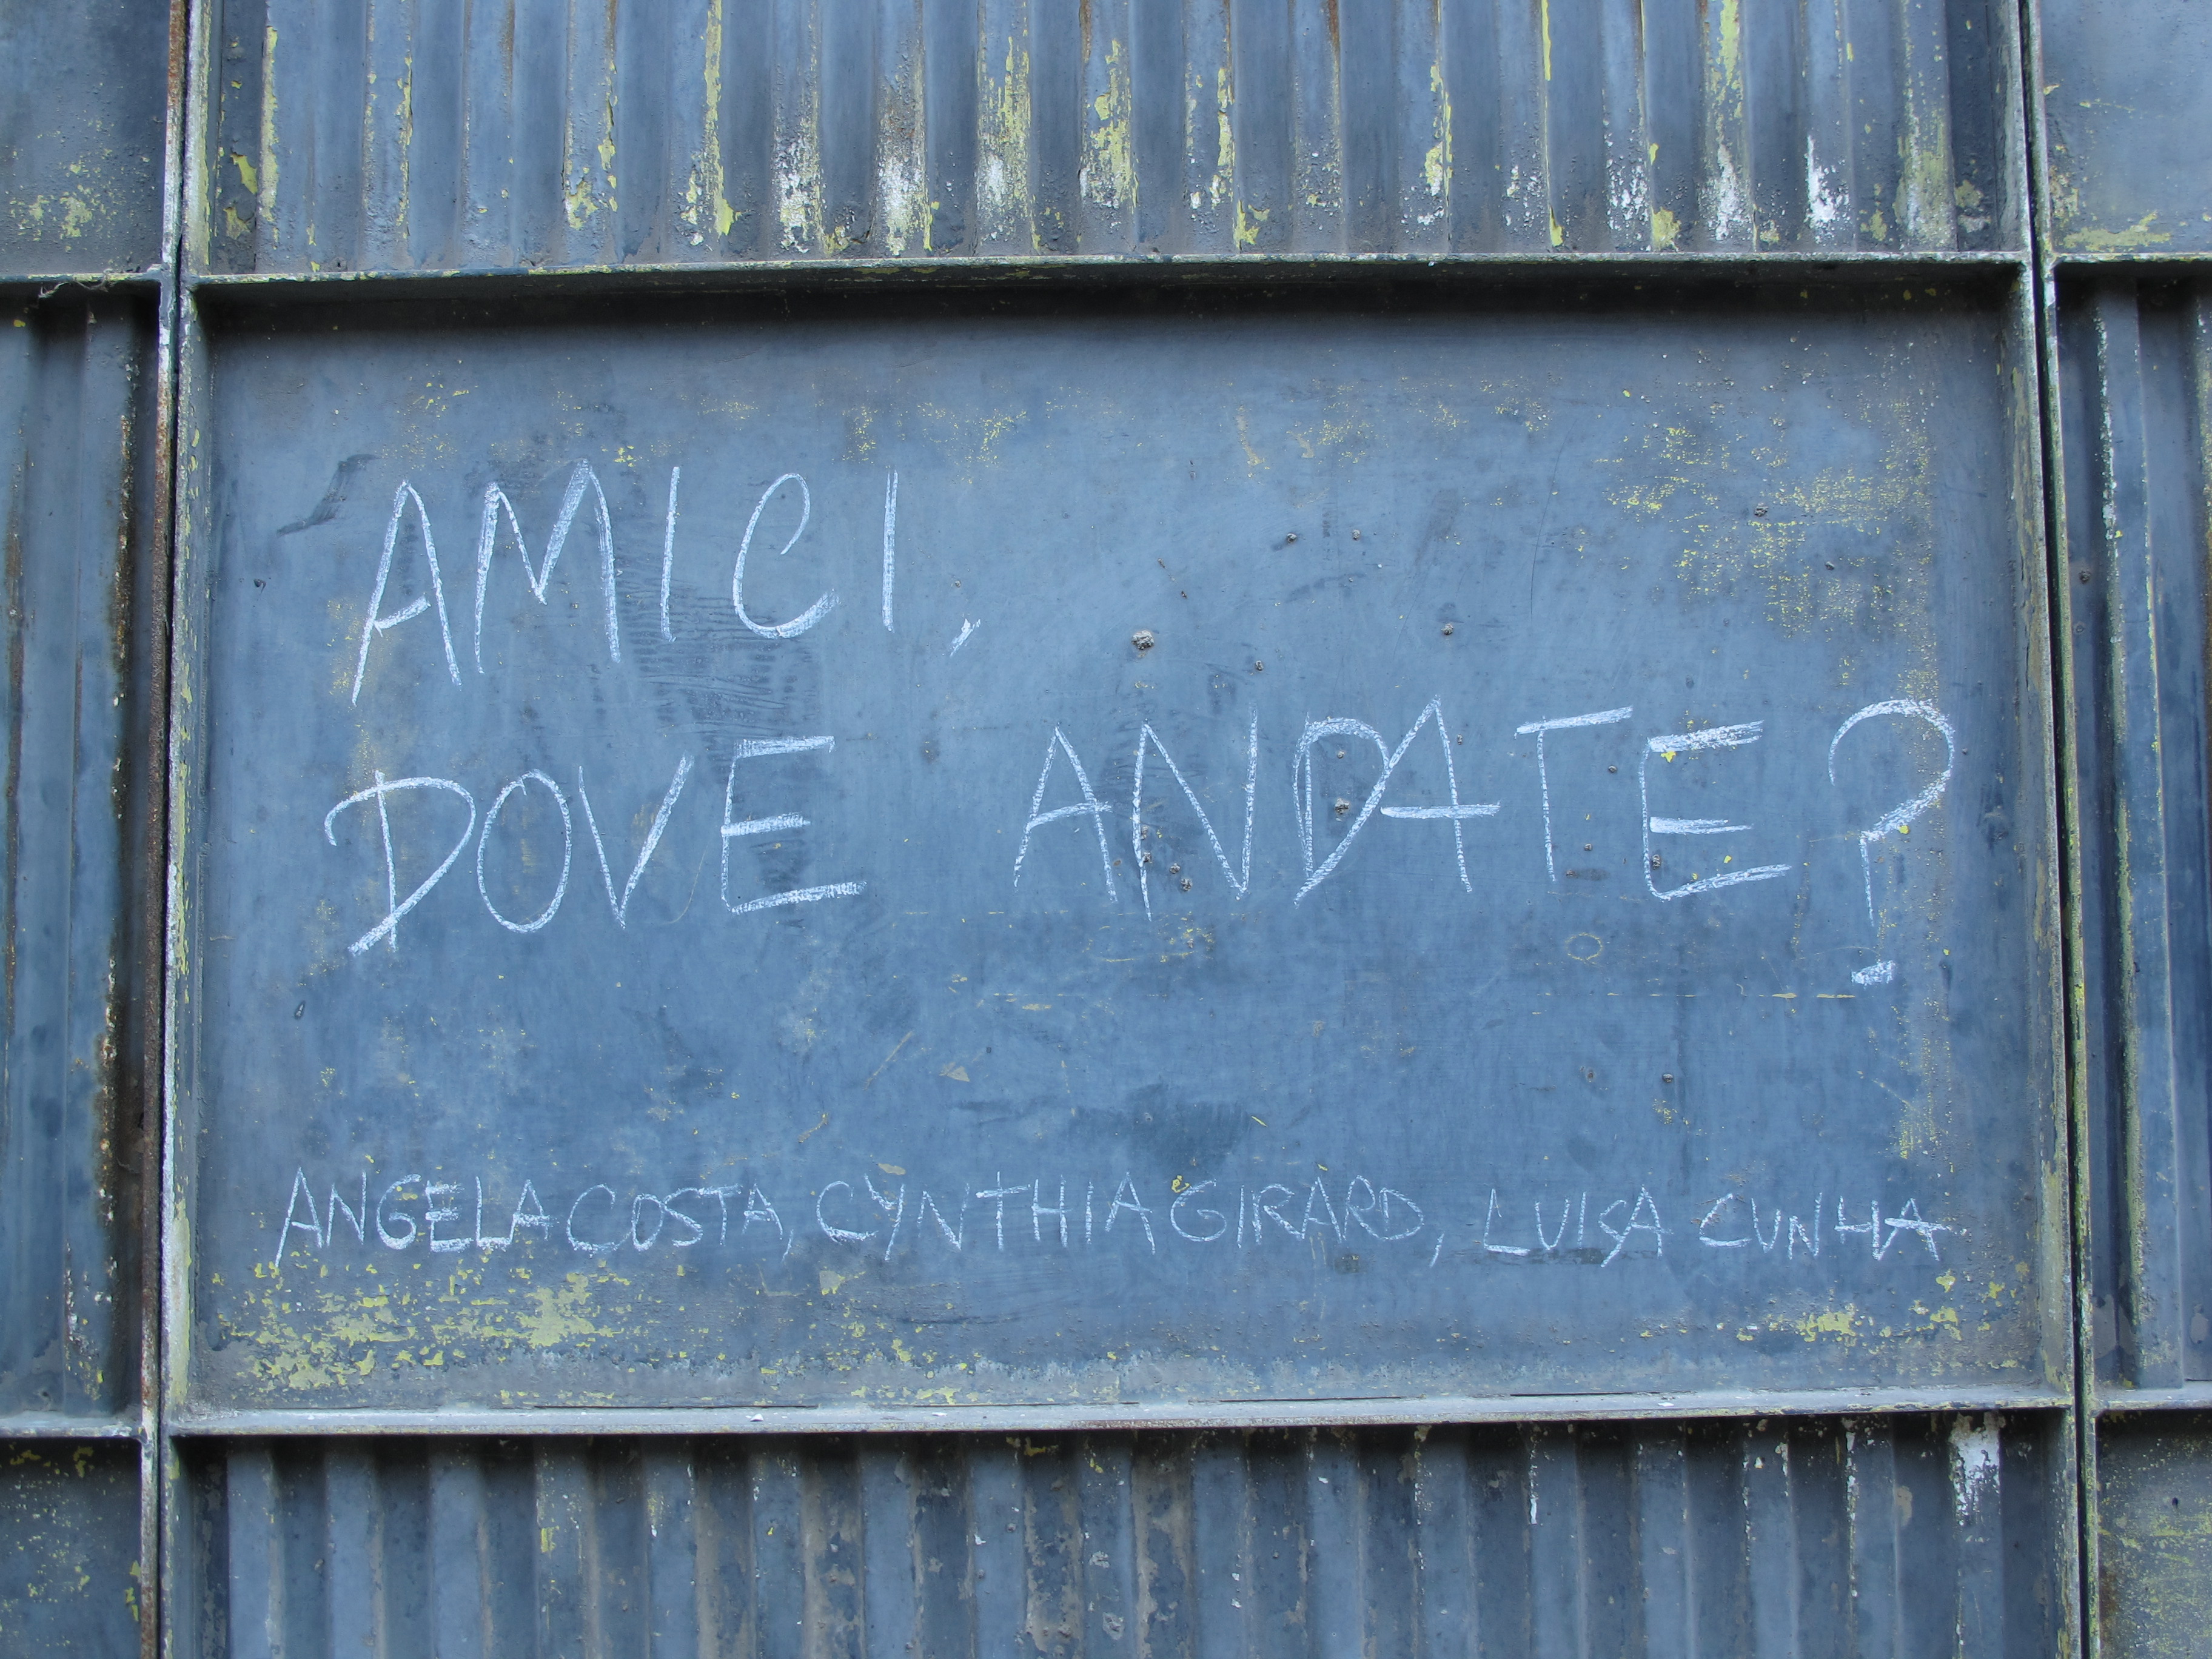 AMICI,
DOVE ANDATE?
ANGELA COSTA, CYNTHIA GIRARD, LUISA CUNHA